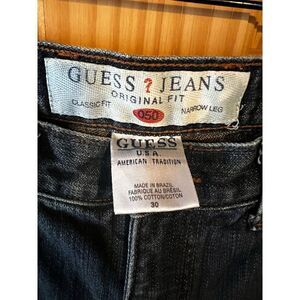 GUESS ? JEANS
ORIGINAL FIT
CLASSIC FIT 050 NARROW LEG
GUESS
U.S.A.
AMERICAN TRADITION
MADE IN BRAZIL
FABRIQUE AU BRÉSIL
100% COTTON/COTON
30